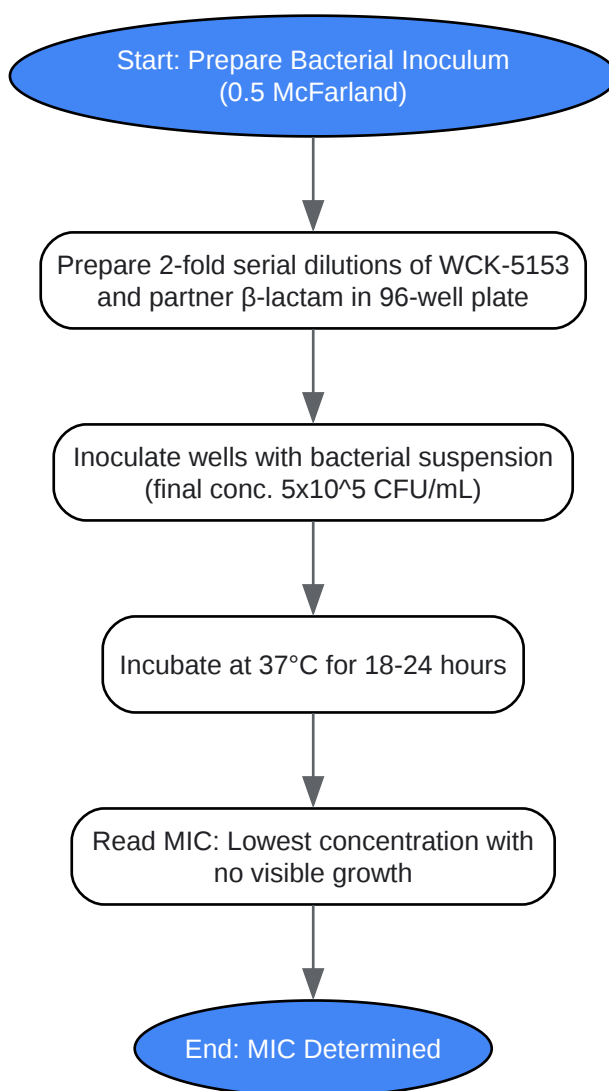 Start: Prepare Bacterial Inoculum
(0.5 McFarland)
Prepare 2-fold serial dilutions of WCK-5153
and partner β-lactam in 96-well plate
Inoculate wells with bacterial suspension
(final conc. 5x10^5 CFU/mL)
Incubate at 37°C for 18-24 hours
Read MIC: Lowest concentration with
no visible growth
End: MIC Determined